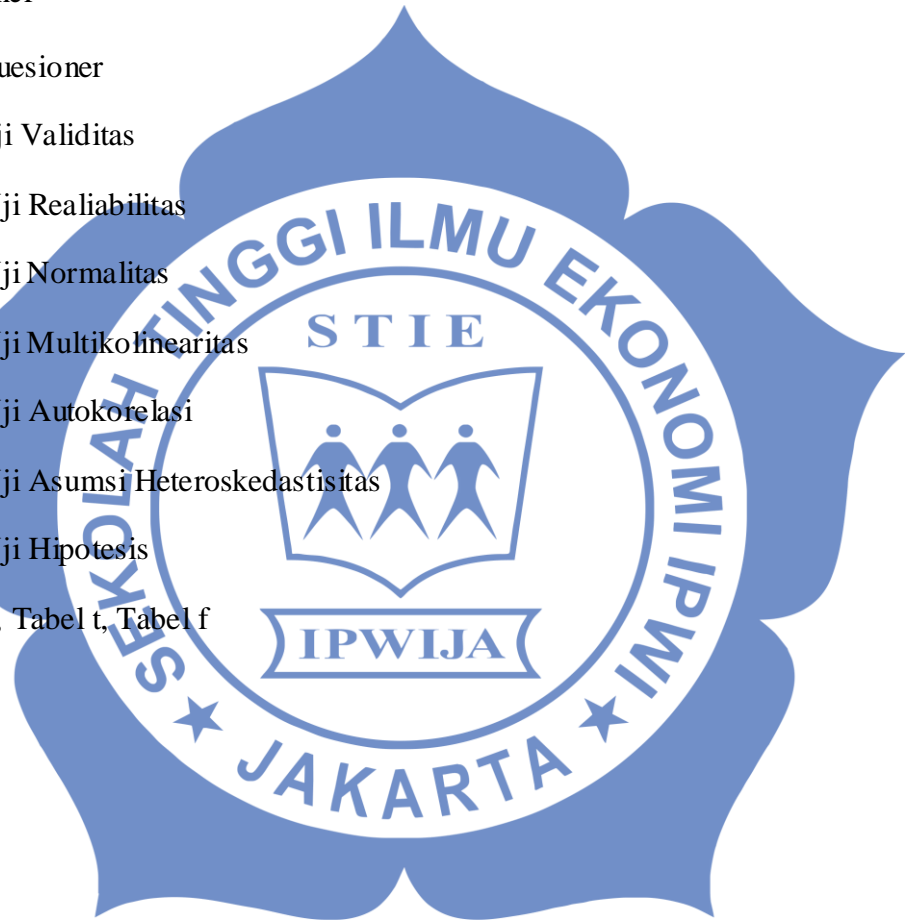 uesioner
ji Validitas
ji Realiabilitas
ji Normalitas
ji Multikolinearitas
ji Autokorelasi
ji Asumsi Heteroskedastisitas
ji Hipotesis
, Tabel t, Tabel f
SEKOLAH TINGGI ILMU EKONOMI IPWI
STIE
IPWIJA
★ JAKARTA ★